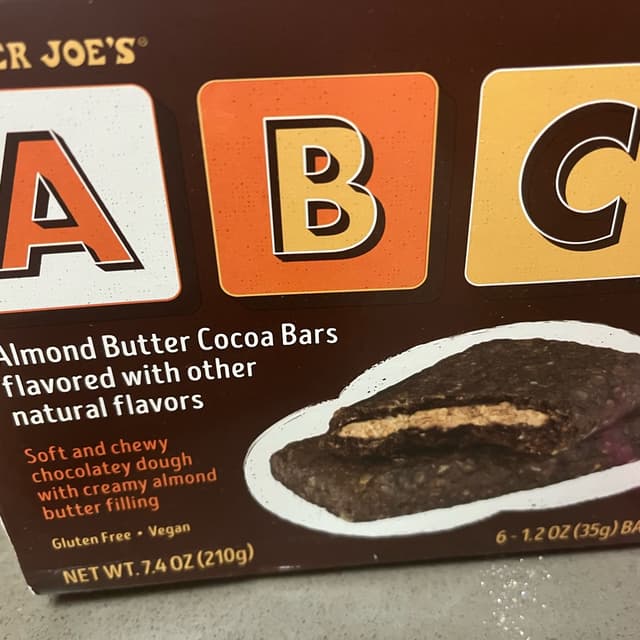 ER JOE'S®
A B C
Almond Butter Cocoa Bars
flavored with other
natural flavors
Soft and chewy
chocolatey dough
with creamy almond
butter filling
Gluten Free • Vegan
NET WT. 7.4 OZ (210g)
6 - 1.2 OZ (35g) BA